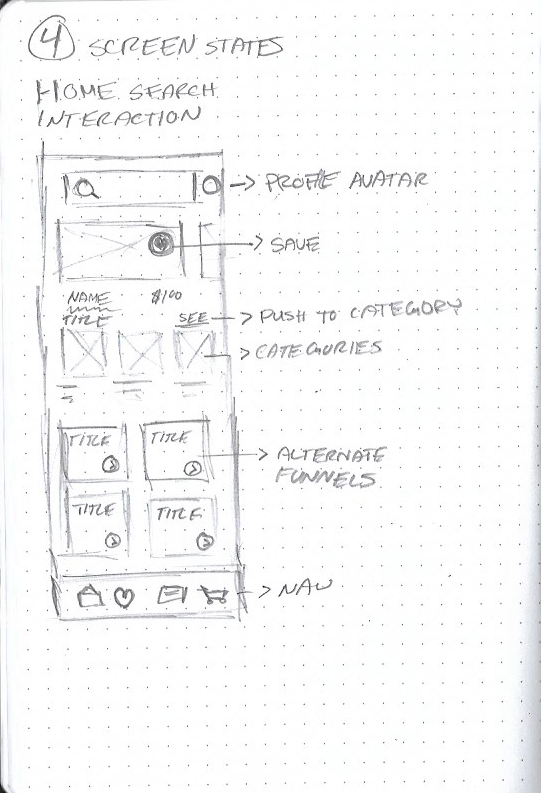 4 SCREEN STATES
HOME SEARCH
INTERACTION
PROFILE AVATAR
SAVE
NAME $100
TITLE SEE
PUSH TO CATEGORY
CATEGORIES
TITLE TITLE
ALTERNATE
FUNNELS
TITLE TITLE
NAV